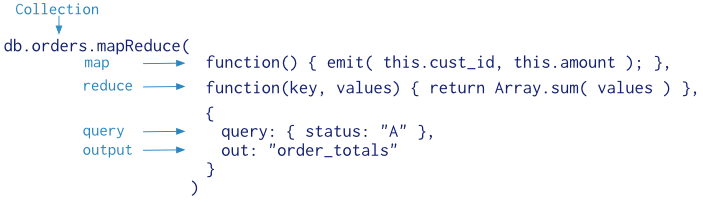 Collection
db.orders.mapReduce(
map function() { emit( this.cust_id, this.amount ); },
reduce function(key, values) { return Array.sum( values ) },
{
query query: { status: "A" },
output out: "order_totals"
}
)